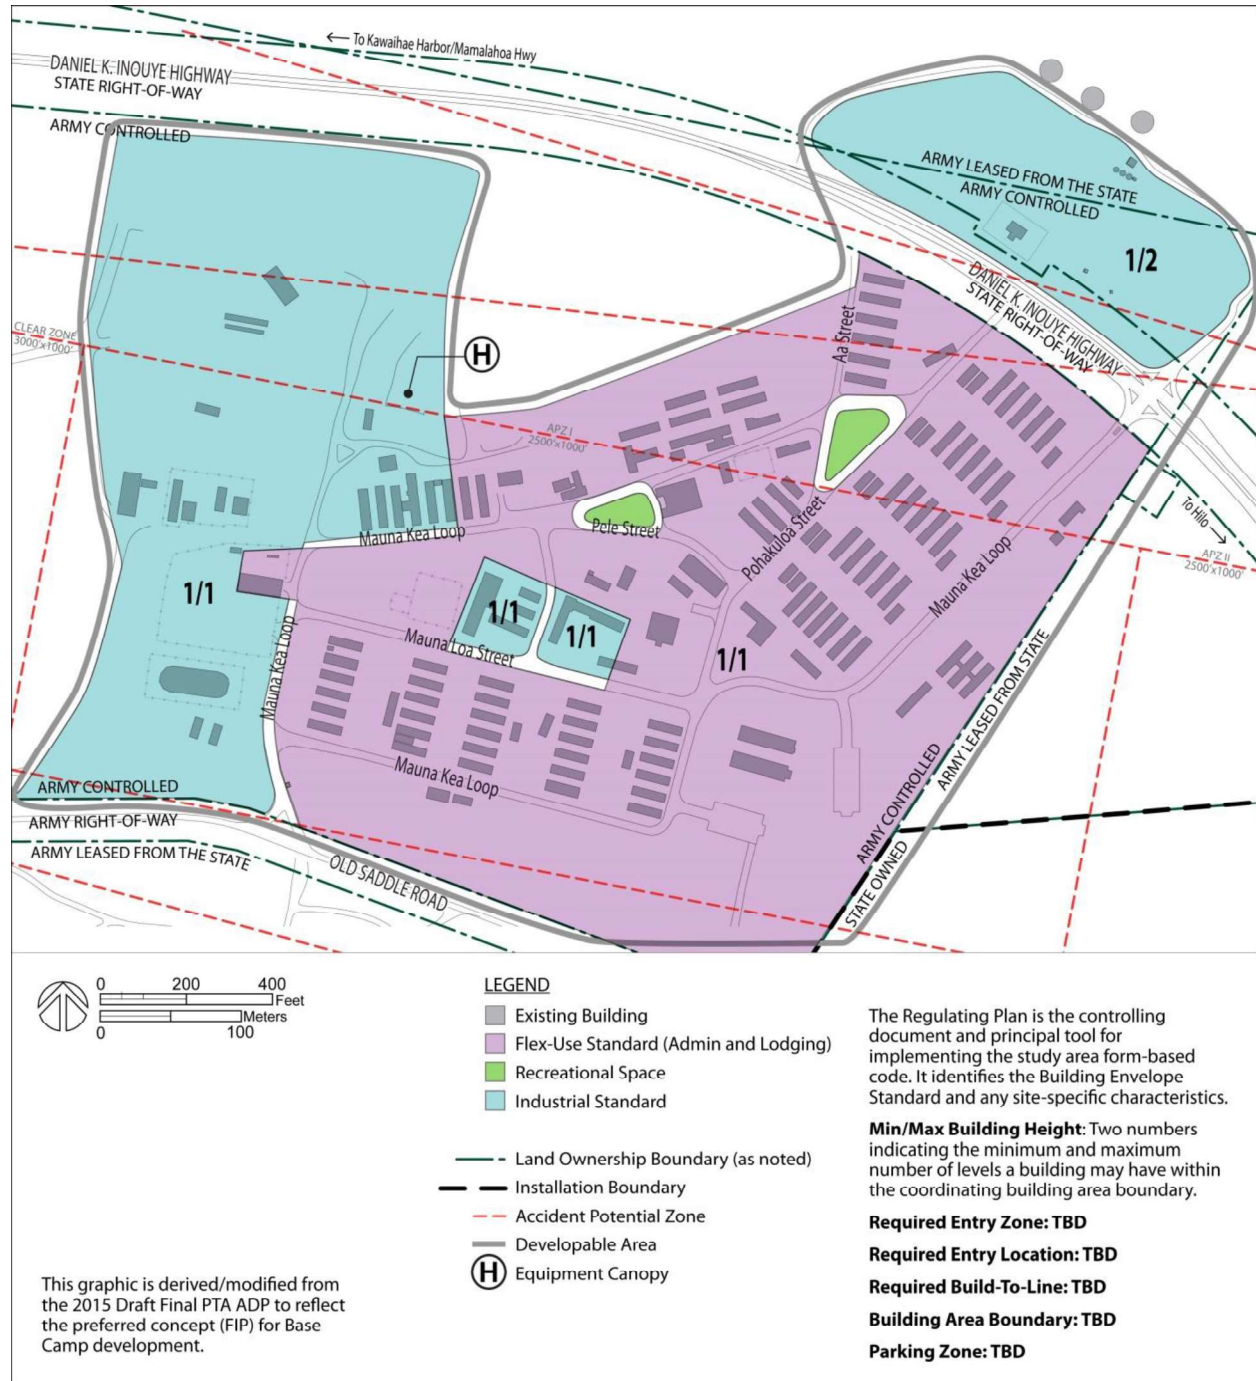 ← To Kawaihae Harbor/Mamalahoa Hwy
DANIEL K. INOUYE HIGHWAY
STATE RIGHT-OF-WAY
ARMY CONTROLLED
ARMY LEASED FROM THE STATE
ARMY CONTROLLED
1/2
DANIEL K. INOUYE HIGHWAY
STATE RIGHT-OF-WAY
CLEAR ZONE
3000'x1000'
H
Aa Street
APZ I
2500'x1000'
Mauna Kea Loop
Pele Street
Pohakuloa Street
Mauna Kea Loop
To Hilo →
APZ II
2500'x1000'
1/1
1/1
1/1
1/1
Mauna Loa Street
Mauna Kea Loop
Mauna Kea Loop
ARMY CONTROLLED
ARMY LEASED FROM STATE
ARMY CONTROLLED
ARMY RIGHT-OF-WAY
ARMY LEASED FROM THE STATE
OLD SADDLE ROAD
STATE OWNED
0 200 400
Feet
Meters
0 100
LEGEND
Existing Building
Flex-Use Standard (Admin and Lodging)
Recreational Space
Industrial Standard
Land Ownership Boundary (as noted)
Installation Boundary
Accident Potential Zone
Developable Area
H Equipment Canopy
The Regulating Plan is the controlling
document and principal tool for
implementing the study area form-based
code. It identifies the Building Envelope
Standard and any site-specific characteristics.
Min/Max Building Height: Two numbers
indicating the minimum and maximum
number of levels a building may have within
the coordinating building area boundary.
Required Entry Zone: TBD
Required Entry Location: TBD
Required Build-To-Line: TBD
Building Area Boundary: TBD
Parking Zone: TBD
This graphic is derived/modified from
the 2015 Draft Final PTA ADP to reflect
the preferred concept (FIP) for Base
Camp development.